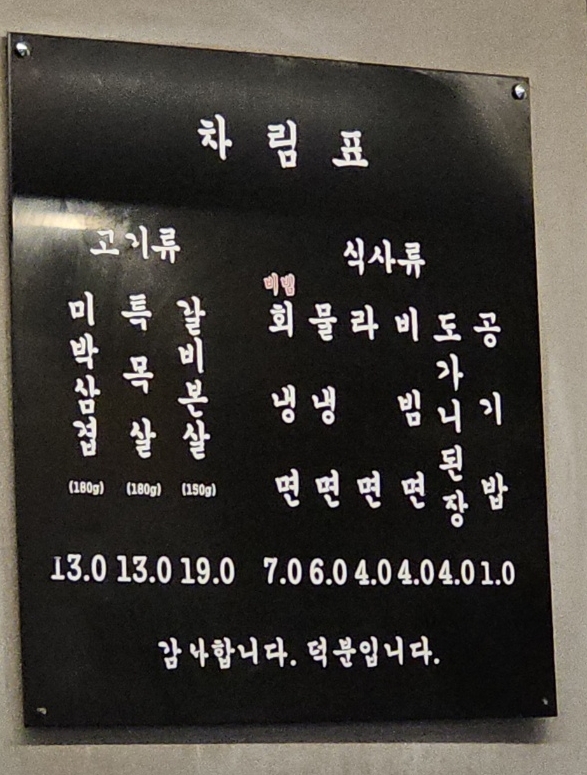 차림표
고기류
미박삼겹 (180g) 13.0
특목살 (180g) 13.0
갈비본살 (150g) 19.0
식사류
비빔
회냉면 7.0
물냉면 6.0
라면 4.0
비빔면 4.0
도가니된장 4.0
공기밥 1.0
감사합니다. 덕분입니다.